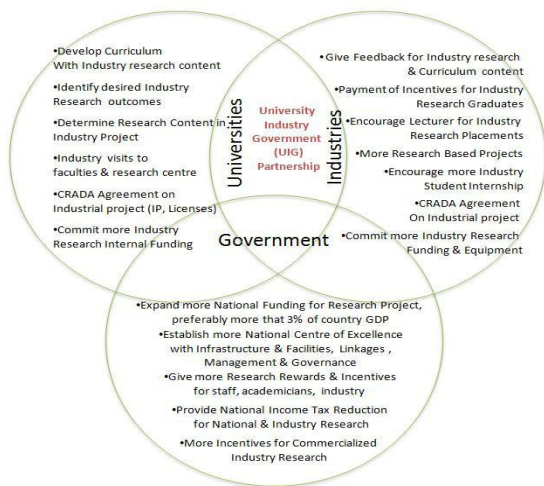 •Develop Curriculum
With Industry research content
•Identify desired Industry
Research outcomes
•Determine Research Content in
Industry Project
•Industry visits to
faculties & research centre
•CRADA Agreement on
Industrial project (IP, Licenses)
•Commit more Industry
Research Internal Funding
Universities
University
Industry
Government
(UIG)
Partnership
Industries
•Give Feedback for Industry research
& Curriculum content
•Payment of Incentives for Industry
Research Graduates
•Encourage Lecturer for Industry
Research Placements
•More Research Based Projects
•Encourage more Industry
Student Internship
•CRADA Agreement
On Industrial project
•Commit more Industry Research
Funding & Equipment
Government
•Expand more National Funding for Research Project,
preferably more that 3% of country GDP
•Establish more National Centre of Excellence
with Infrastructure & Facilities, Linkages ,
Management & Governance
•Give more Research Rewards & Incentives
for staff, academicians, industry
•Provide National Income Tax Reduction
for National & Industry Research
•More Incentives for Commercialized
Industry Research